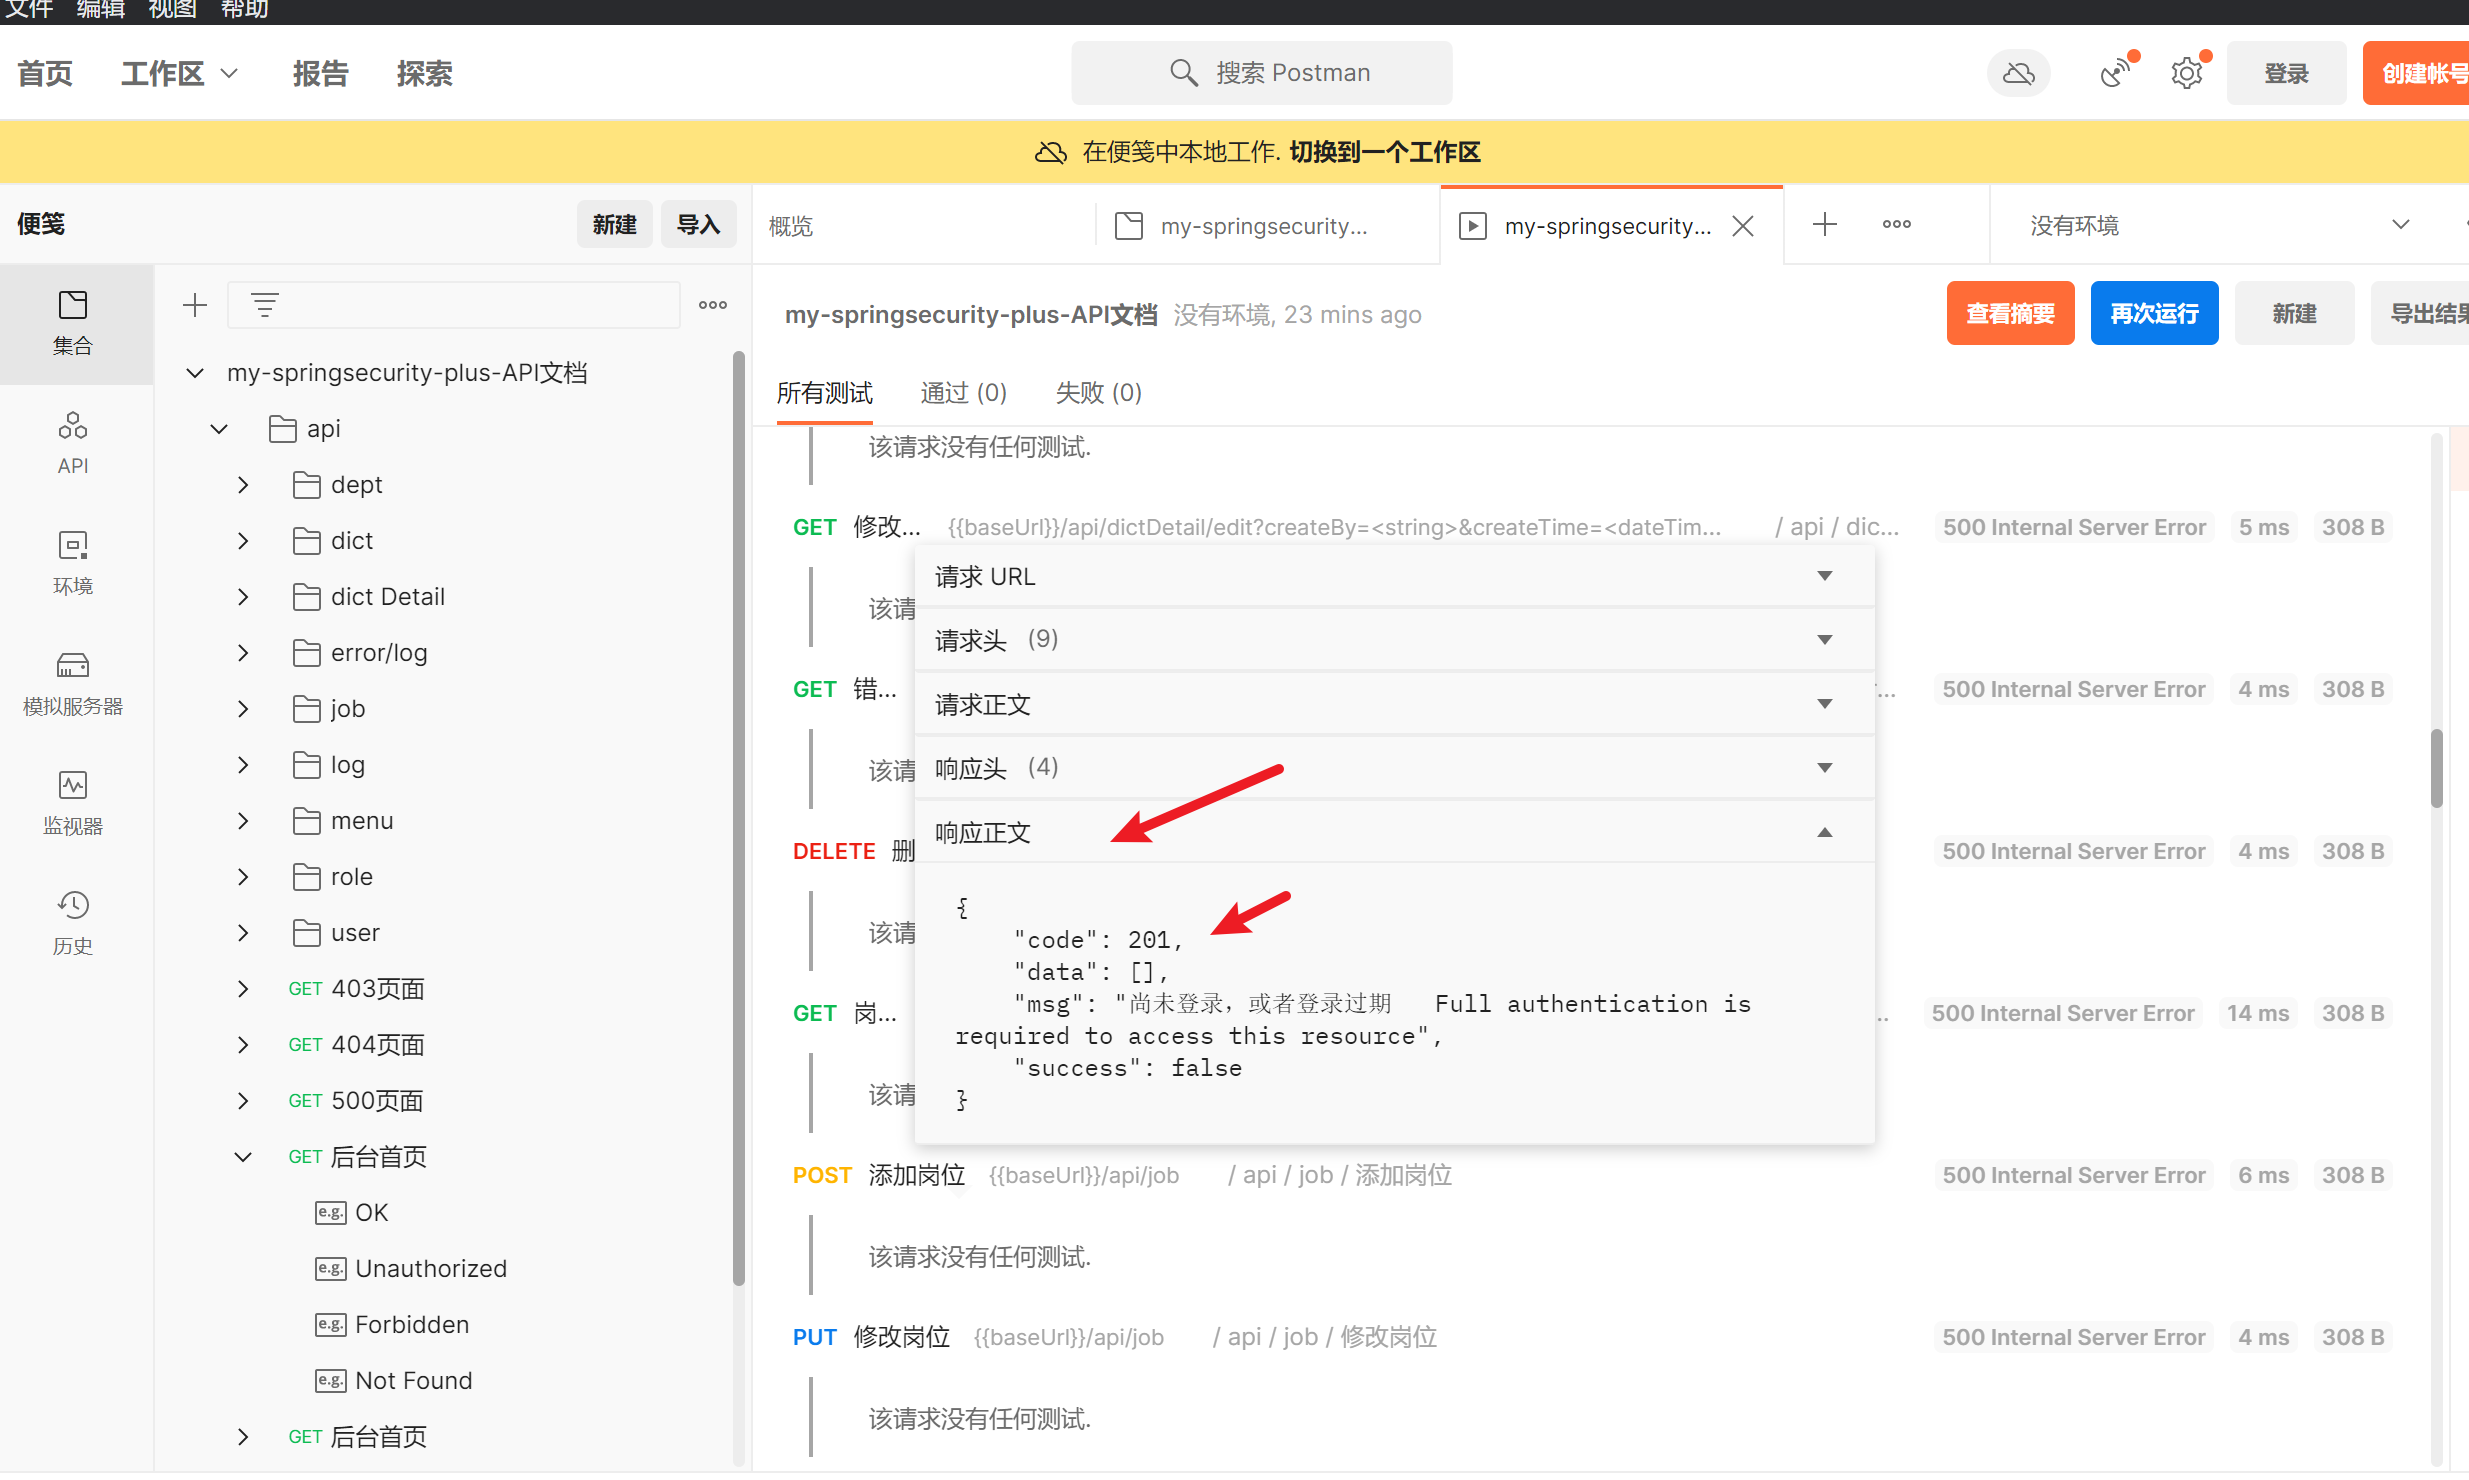 文件 编辑 视图 帮助
首页 工作区 报告 探索 搜索 Postman 登录 创建帐号
在便笺中本地工作. 切换到一个工作区
便笺 新建 导入 概览 my-springsecurity... my-springsecurity... 没有环境
集合
API
环境
模拟服务器
监视器
历史
my-springsecurity-plus-API文档
api
dept
dict
dict Detail
error/log
job
log
menu
role
user
GET 403页面
GET 404页面
GET 500页面
GET 后台首页
e.g. OK
e.g. Unauthorized
e.g. Forbidden
e.g. Not Found
GET 后台首页
my-springsecurity-plus-API文档 没有环境, 23 mins ago 查看摘要 再次运行 新建 导出结果
所有测试 通过 (0) 失败 (0)
该请求没有任何测试.
GET 修改... {{baseUrl}}/api/dictDetail/edit?createBy=<string>&createTime=<dateTim... / api / dic... 500 Internal Server Error 5 ms 308 B
该请
GET 错... ... 500 Internal Server Error 4 ms 308 B
该请
DELETE 删 500 Internal Server Error 4 ms 308 B
该请
GET 岗... .. 500 Internal Server Error 14 ms 308 B
该请
请求 URL
请求头 (9)
请求正文
响应头 (4)
响应正文
{
"code": 201,
"data": [],
"msg": "尚未登录，或者登录过期 Full authentication is
required to access this resource",
"success": false
}
POST 添加岗位 {{baseUrl}}/api/job / api / job / 添加岗位 500 Internal Server Error 6 ms 308 B
该请求没有任何测试.
PUT 修改岗位 {{baseUrl}}/api/job / api / job / 修改岗位 500 Internal Server Error 4 ms 308 B
该请求没有任何测试.